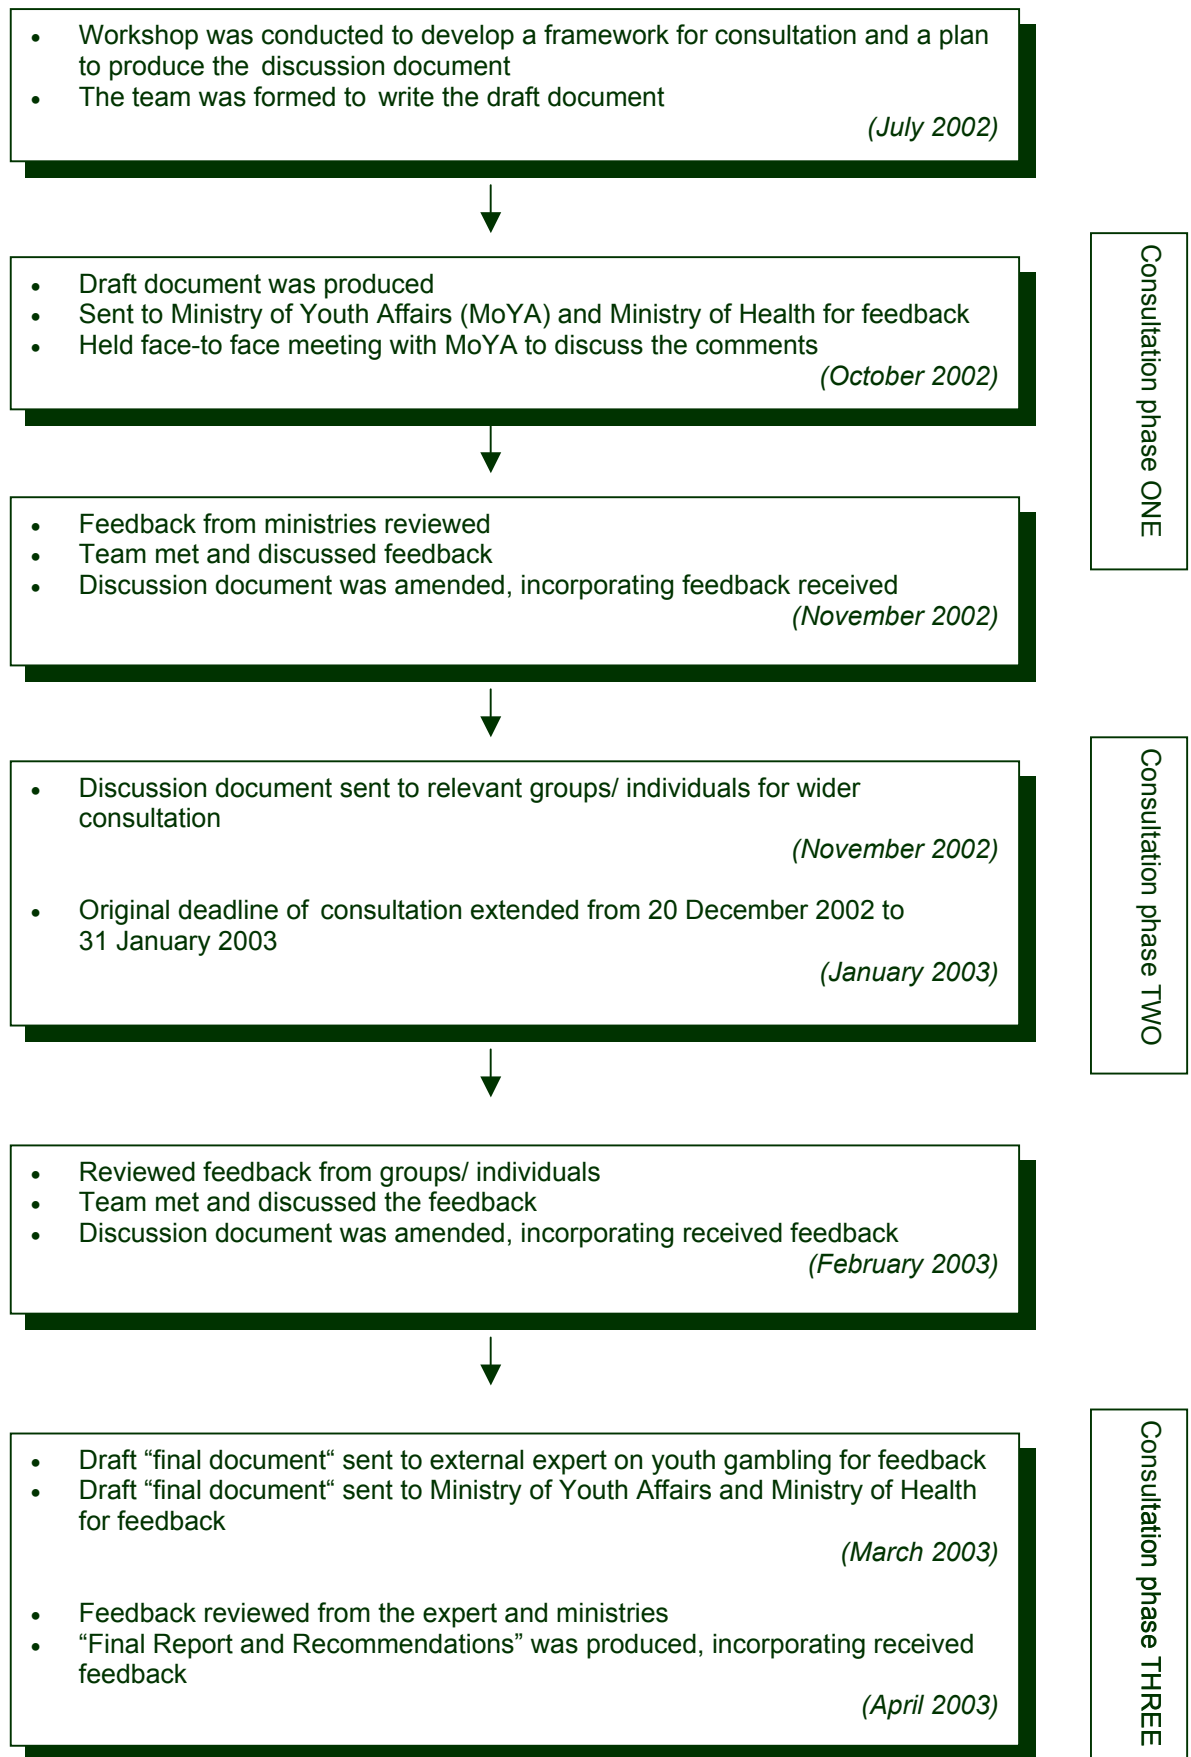 • Workshop was conducted to develop a framework for consultation and a plan
to produce the discussion document
• The team was formed to write the draft document
(July 2002)
• Draft document was produced
• Sent to Ministry of Youth Affairs (MoYA) and Ministry of Health for feedback
• Held face-to face meeting with MoYA to discuss the comments
(October 2002)
Consultation phase ONE
• Feedback from ministries reviewed
• Team met and discussed feedback
• Discussion document was amended, incorporating feedback received
(November 2002)
• Discussion document sent to relevant groups/ individuals for wider
consultation
(November 2002)
• Original deadline of consultation extended from 20 December 2002 to
31 January 2003
(January 2003)
Consultation phase TWO
• Reviewed feedback from groups/ individuals
• Team met and discussed the feedback
• Discussion document was amended, incorporating received feedback
(February 2003)
• Draft “final document“ sent to external expert on youth gambling for feedback
• Draft “final document“ sent to Ministry of Youth Affairs and Ministry of Health
for feedback
(March 2003)
• Feedback reviewed from the expert and ministries
• “Final Report and Recommendations” was produced, incorporating received
feedback
(April 2003)
Consultation phase THREE